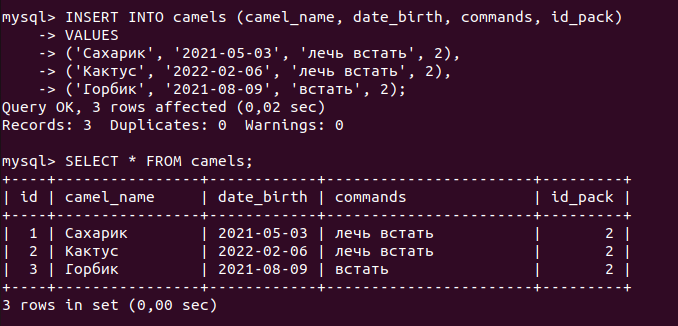 mysql> INSERT INTO camels (camel_name, date_birth, commands, id_pack)
    -> VALUES
    -> ('Сахарик', '2021-05-03', 'лечь встать', 2),
    -> ('Кактус', '2022-02-06', 'лечь встать', 2),
    -> ('Горбик', '2021-08-09', 'встать', 2);
Query OK, 3 rows affected (0,02 sec)
Records: 3  Duplicates: 0  Warnings: 0
mysql> SELECT * FROM camels;
+----+----------------+------------+-----------------------+---------+
| id | camel_name     | date_birth | commands              | id_pack |
+----+----------------+------------+-----------------------+---------+
|  1 | Сахарик        | 2021-05-03 | лечь встать           |       2 |
|  2 | Кактус         | 2022-02-06 | лечь встать           |       2 |
|  3 | Горбик         | 2021-08-09 | встать                |       2 |
+----+----------------+------------+-----------------------+---------+
3 rows in set (0,00 sec)